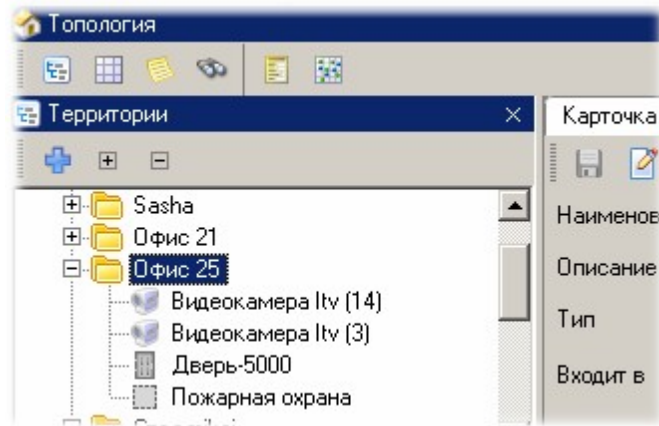 Топология
Территории
Карточка
Sasha
Офис 21
Офис 25
Видеокамера Itv (14)
Видеокамера Itv (3)
Дверь-5000
Пожарная охрана
Наименов
Описание
Тип
Входит в